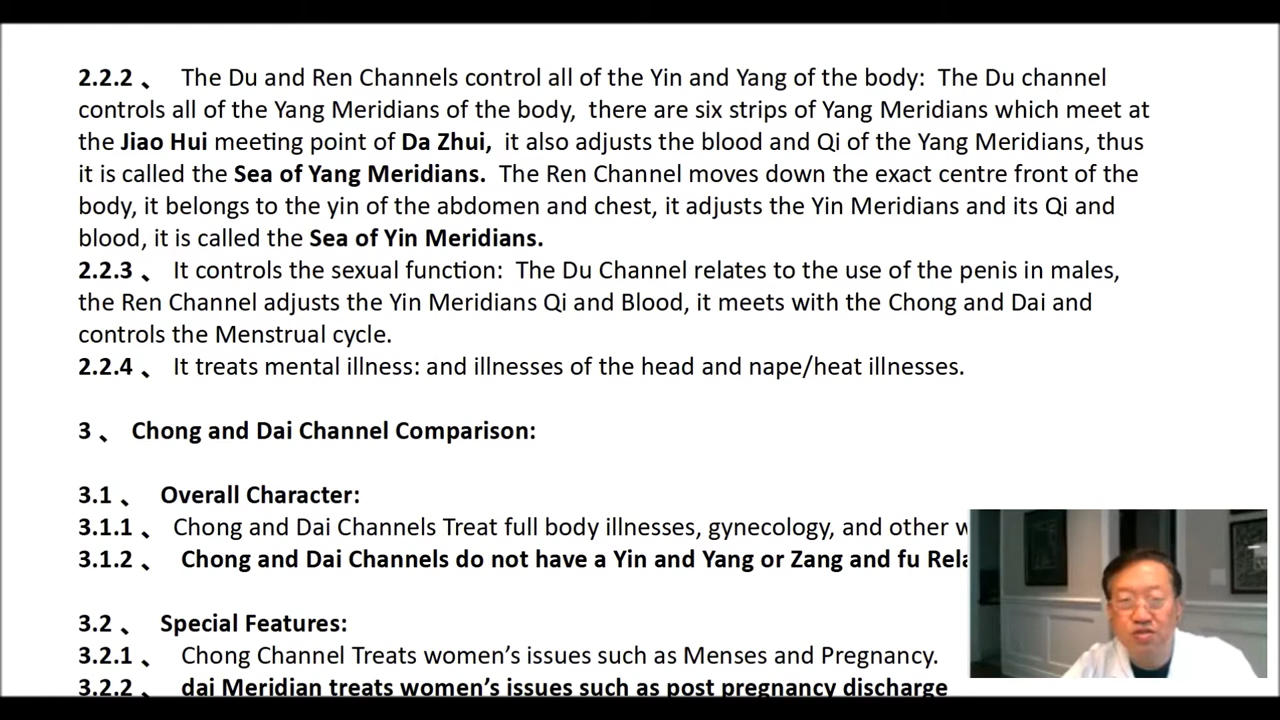 2.2.2 、 The Du and Ren Channels control all of the Yin and Yang of the body: The Du channel
controls all of the Yang Meridians of the body, there are six strips of Yang Meridians which meet at
the Jiao Hui meeting point of Da Zhui, it also adjusts the blood and Qi of the Yang Meridians, thus
it is called the Sea of Yang Meridians. The Ren Channel moves down the exact centre front of the
body, it belongs to the yin of the abdomen and chest, it adjusts the Yin Meridians and its Qi and
blood, it is called the Sea of Yin Meridians.
2.2.3 、 It controls the sexual function: The Du Channel relates to the use of the penis in males,
the Ren Channel adjusts the Yin Meridians Qi and Blood, it meets with the Chong and Dai and
controls the Menstrual cycle.
2.2.4 、 It treats mental illness: and illnesses of the head and nape/heat illnesses.
3 、 Chong and Dai Channel Comparison:
3.1 、 Overall Character:
3.1.1 、 Chong and Dai Channels Treat full body illnesses, gynecology, and other
3.1.2 、 Chong and Dai Channels do not have a Yin and Yang or Zang and fu
3.2 、 Special Features:
3.2.1 、 Chong Channel Treats women's issues such as Menses and Pregnancy.
3.2.2 、 dai Meridian treats women's issues such as post pregnancy discharge